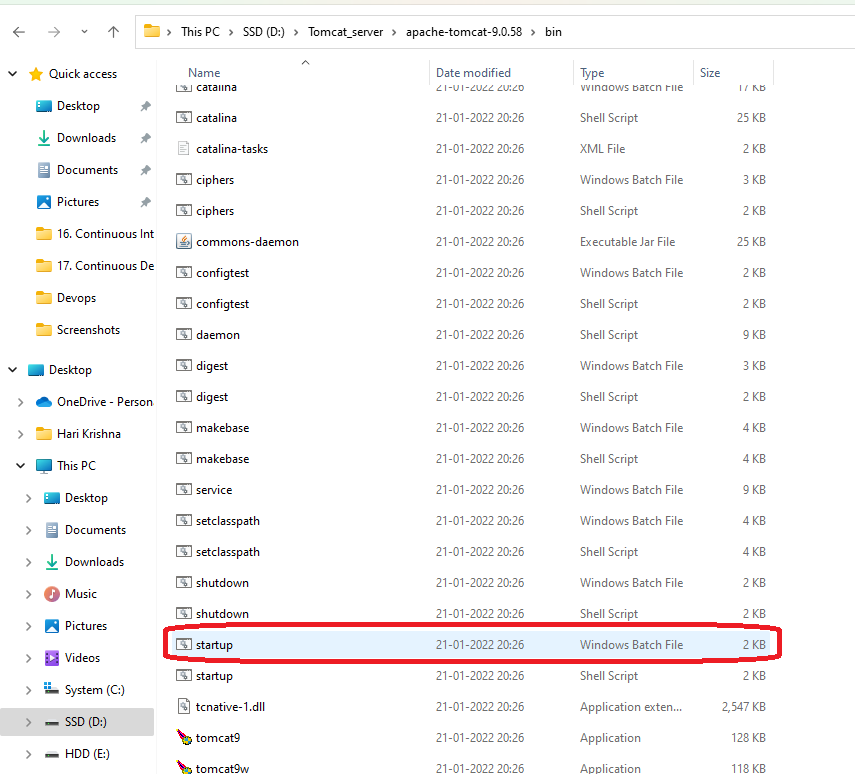 This PC > SSD (D:) > Tomcat_server > apache-tomcat-9.0.58 > bin
Quick access
Desktop
Downloads
Documents
Pictures
16. Continuous Int
17. Continuous De
Devops
Screenshots
Desktop
OneDrive - Person
Hari Krishna
This PC
Desktop
Documents
Downloads
Music
Pictures
Videos
System (C:)
SSD (D:)
HDD (E:)
Name Date modified Type Size
catalina 21-01-2022 20:26 Windows Batch File 17 KB
catalina 21-01-2022 20:26 Shell Script 25 KB
catalina-tasks 21-01-2022 20:26 XML File 2 KB
ciphers 21-01-2022 20:26 Windows Batch File 3 KB
ciphers 21-01-2022 20:26 Shell Script 2 KB
commons-daemon 21-01-2022 20:26 Executable Jar File 25 KB
configtest 21-01-2022 20:26 Windows Batch File 2 KB
configtest 21-01-2022 20:26 Shell Script 2 KB
daemon 21-01-2022 20:26 Shell Script 9 KB
digest 21-01-2022 20:26 Windows Batch File 3 KB
digest 21-01-2022 20:26 Shell Script 2 KB
makebase 21-01-2022 20:26 Windows Batch File 4 KB
makebase 21-01-2022 20:26 Shell Script 4 KB
service 21-01-2022 20:26 Windows Batch File 9 KB
setclasspath 21-01-2022 20:26 Windows Batch File 4 KB
setclasspath 21-01-2022 20:26 Shell Script 4 KB
shutdown 21-01-2022 20:26 Windows Batch File 2 KB
shutdown 21-01-2022 20:26 Shell Script 2 KB
startup 21-01-2022 20:26 Windows Batch File 2 KB
startup 21-01-2022 20:26 Shell Script 2 KB
tcnative-1.dll 21-01-2022 20:26 Application exten... 2,547 KB
tomcat9 21-01-2022 20:26 Application 128 KB
tomcat9w 21-01-2022 20:26 Application 118 KB